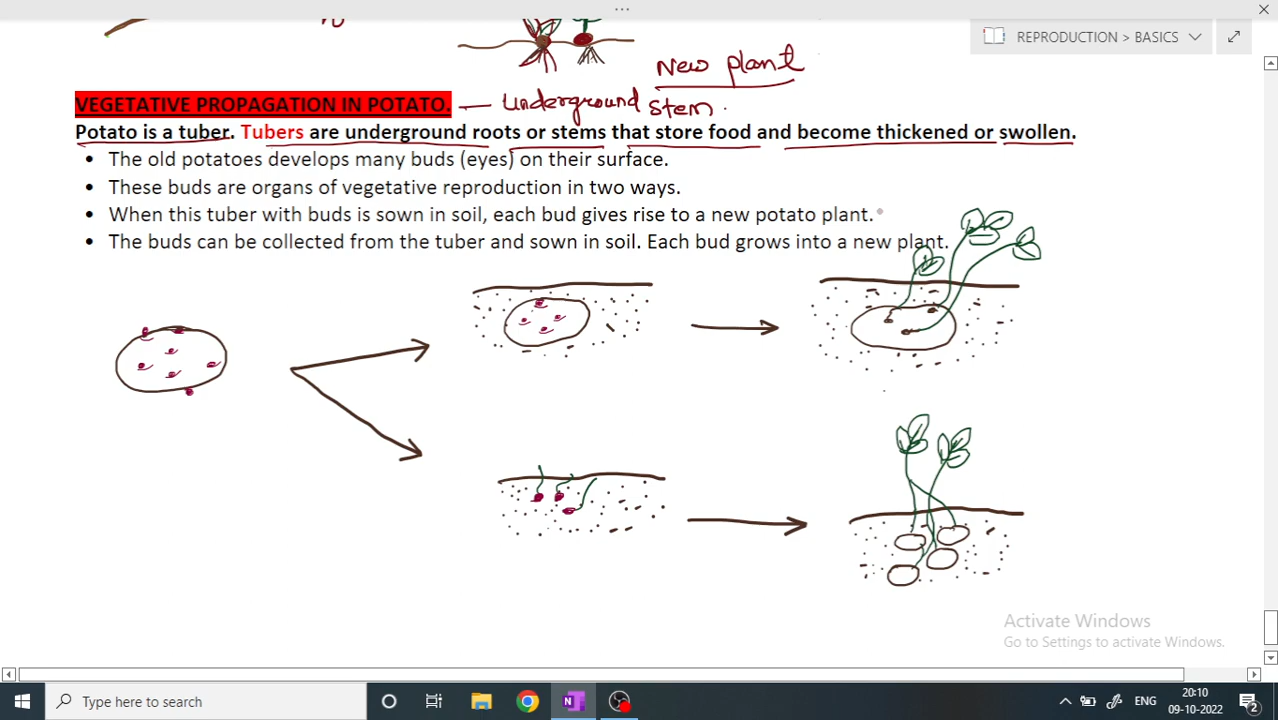 ...
REPRODUCTION > BASICS
New plant
VEGETATIVE PROPAGATION IN POTATO. — Underground stem.
Potato is a tuber. Tubers are underground roots or stems that store food and become thickened or swollen.
• The old potatoes develops many buds (eyes) on their surface.
• These buds are organs of vegetative reproduction in two ways.
• When this tuber with buds is sown in soil, each bud gives rise to a new potato plant.
• The buds can be collected from the tuber and sown in soil. Each bud grows into a new plant.
Activate Windows
Go to Settings to activate Windows.
Type here to search
ENG
20:10
09-10-2022
2